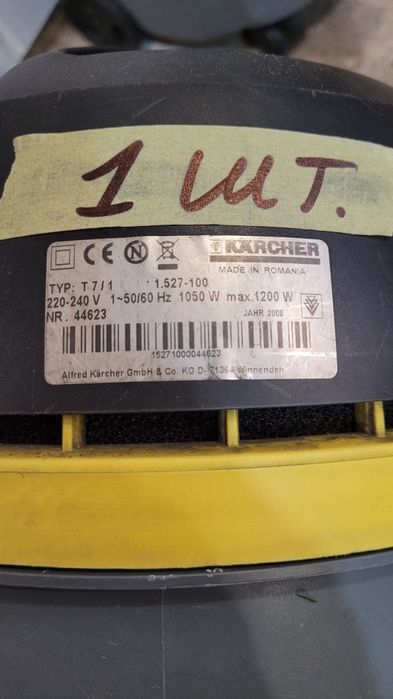 1 шт.
KÄRCHER
MADE IN ROMANIA
TYP: T 7/1 1.527-100
220-240 V 1~50/60 Hz 1050 W max.1200 W
NR. 44623 JAHR 2008
15271000044623
Alfred Kärcher GmbH & Co. KG D- 71364 Winnenden